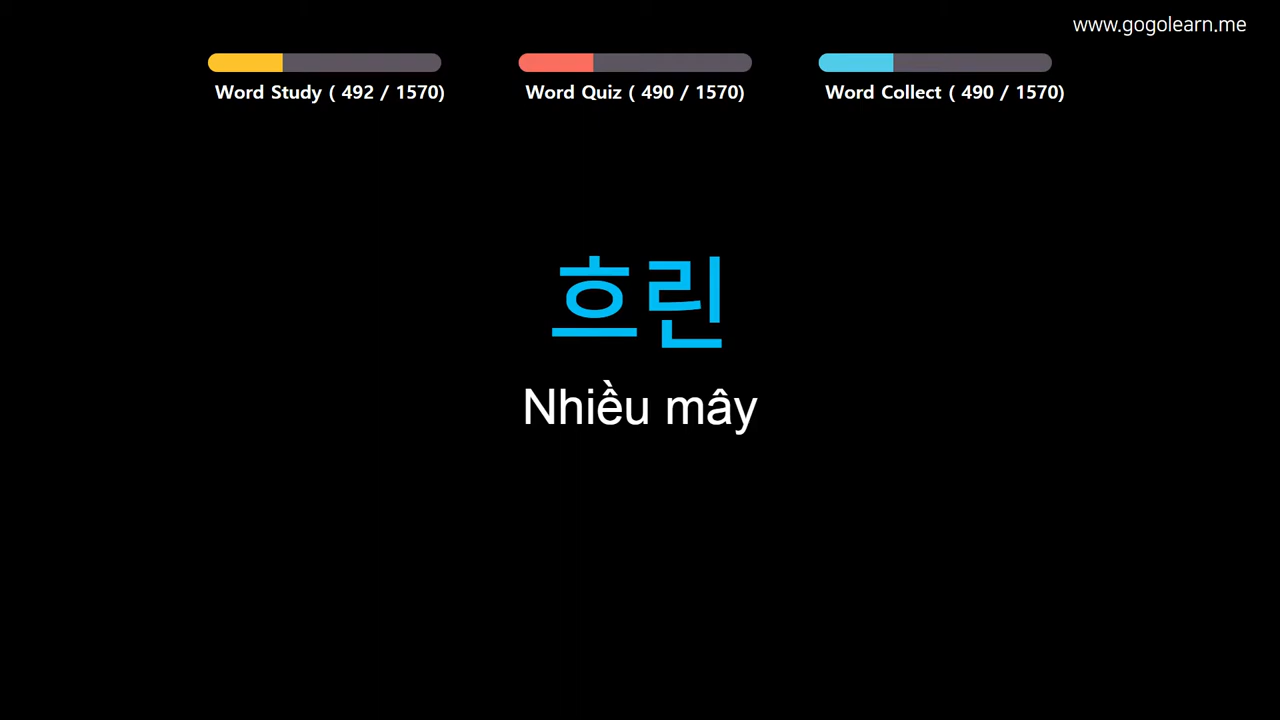 www.gogolearn.me
Word Study ( 492 / 1570)
Word Quiz ( 490 / 1570)
Word Collect ( 490 / 1570)
흐린
Nhiều mây